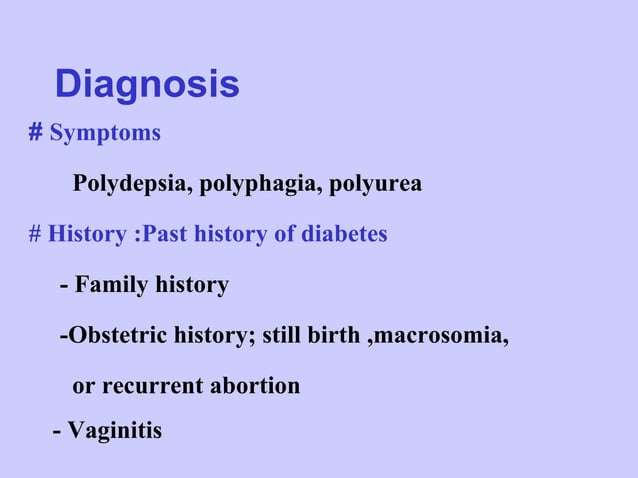 Diagnosis
# Symptoms
Polydepsia, polyphagia, polyurea
# History :Past history of diabetes
- Family history
-Obstetric history; still birth ,macrosomia,
or recurrent abortion
- Vaginitis